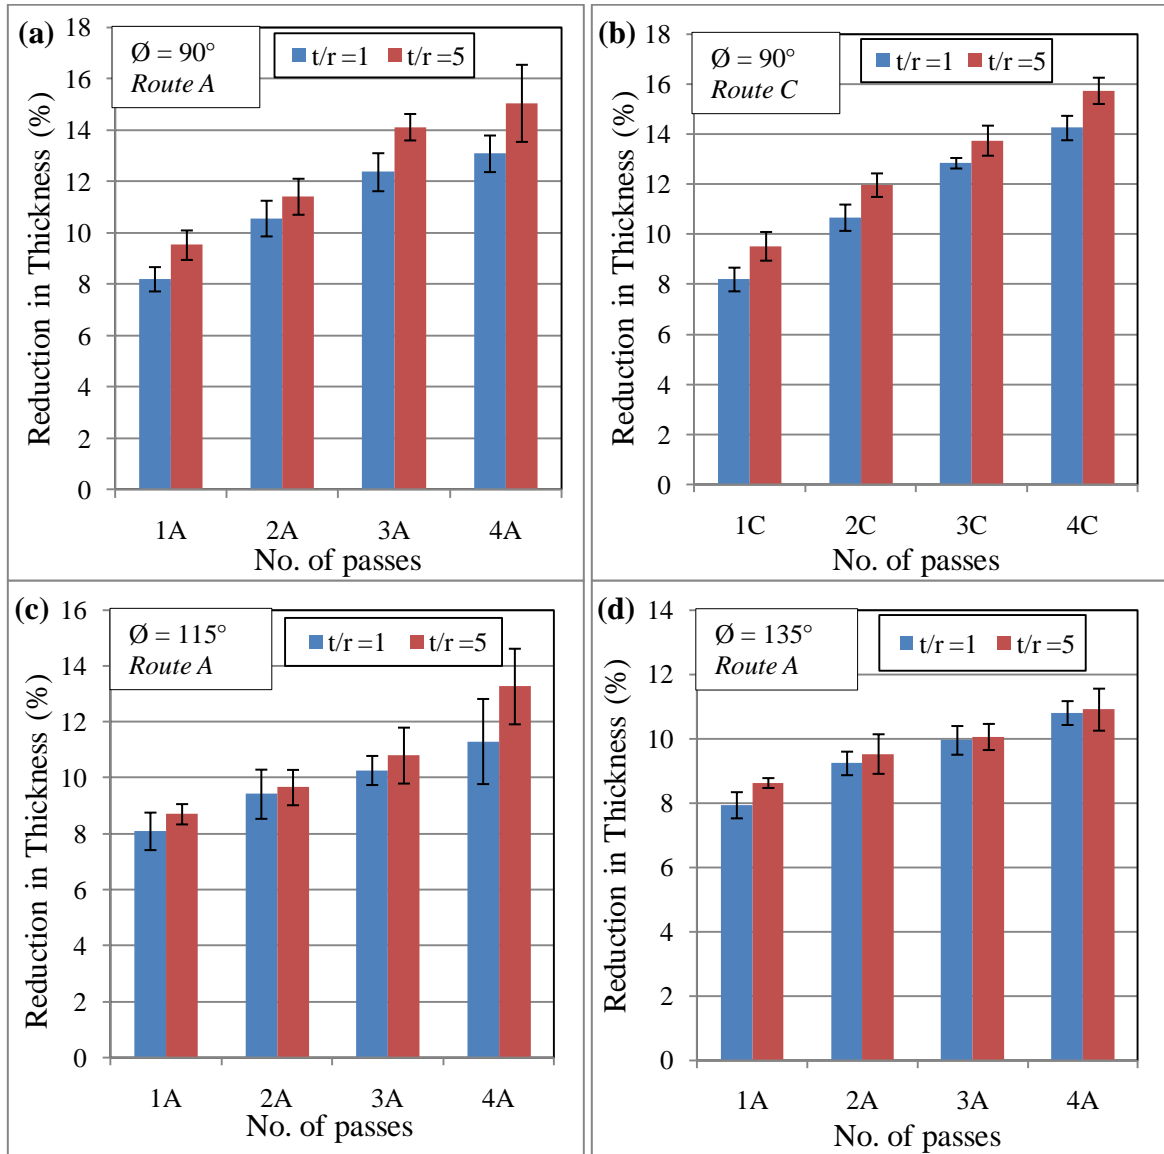 (a)
Ø = 90°
Route A
t/r =1 t/r =5
Reduction in Thickness (%)
18
16
14
12
10
8
6
4
2
0
1A 2A 3A 4A
No. of passes
(b)
Ø = 90°
Route C
t/r =1 t/r =5
Reduction in Thickness (%)
18
16
14
12
10
8
6
4
2
0
1C 2C 3C 4C
No. of passes
(c)
Ø = 115°
Route A
t/r =1 t/r =5
Reduction in Thickness (%)
16
14
12
10
8
6
4
2
0
1A 2A 3A 4A
No. of passes
(d)
Ø = 135°
Route A
t/r =1 t/r =5
Reduction in Thickness (%)
14
12
10
8
6
4
2
0
1A 2A 3A 4A
No. of passes